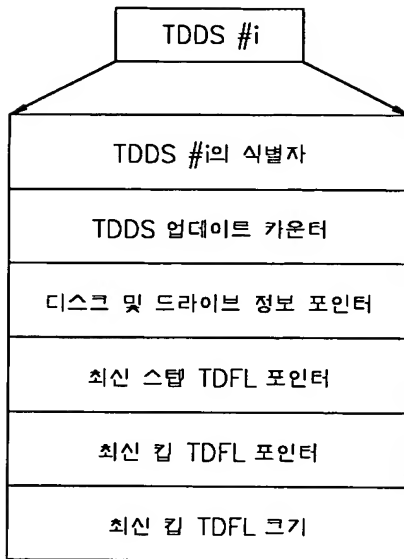 TDDS #i
TDDS #i의 식별자
TDDS 업데이트 카운터
디스크 및 드라이브 정보 포인터
최신 스텝 TDFL 포인터
최신 킵 TDFL 포인터
최신 킵 TDFL 크기